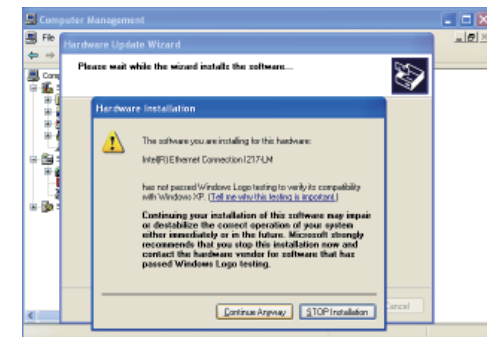 Computer Management
File
Hardware Update Wizard
Please wait while the wizard installs the software...
Hardware Installation
The software you are installing for this hardware:
Intel(R) Ethernet Connection I217-LM
has not passed Windows Logo testing to verify its compatibility
with Windows XP. (Tell me why this testing is important.)
Continuing your installation of this software may impair
or destabilize the correct operation of your system
either immediately or in the future. Microsoft strongly
recommends that you stop this installation now and
contact the hardware vendor for software that has
passed Windows Logo testing.
Continue Anyway
STOP Installation
Cancel